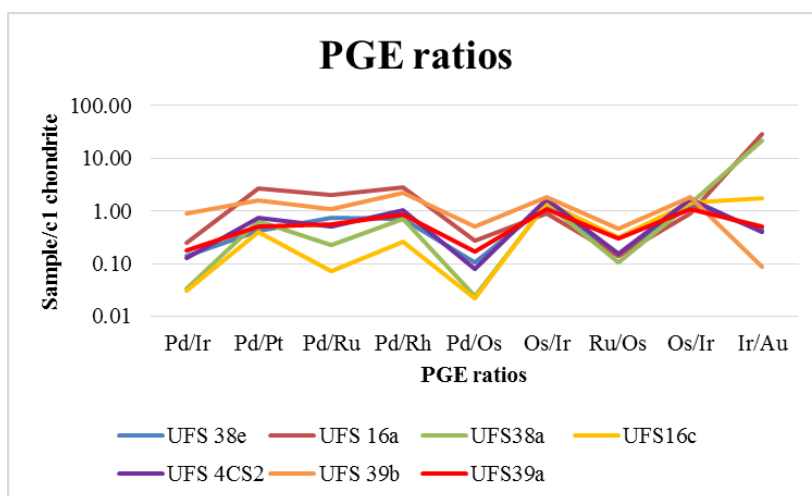 PGE ratios
Sample/c1 chondrite
100.00
10.00
1.00
0.10
0.01
Pd/Ir Pd/Pt Pd/Ru Pd/Rh Pd/Os Os/Ir Ru/Os Os/Ir Ir/Au
PGE ratios
UFS 38e UFS 16a UFS38a UFS16c
UFS 4CS2 UFS 39b UFS39a